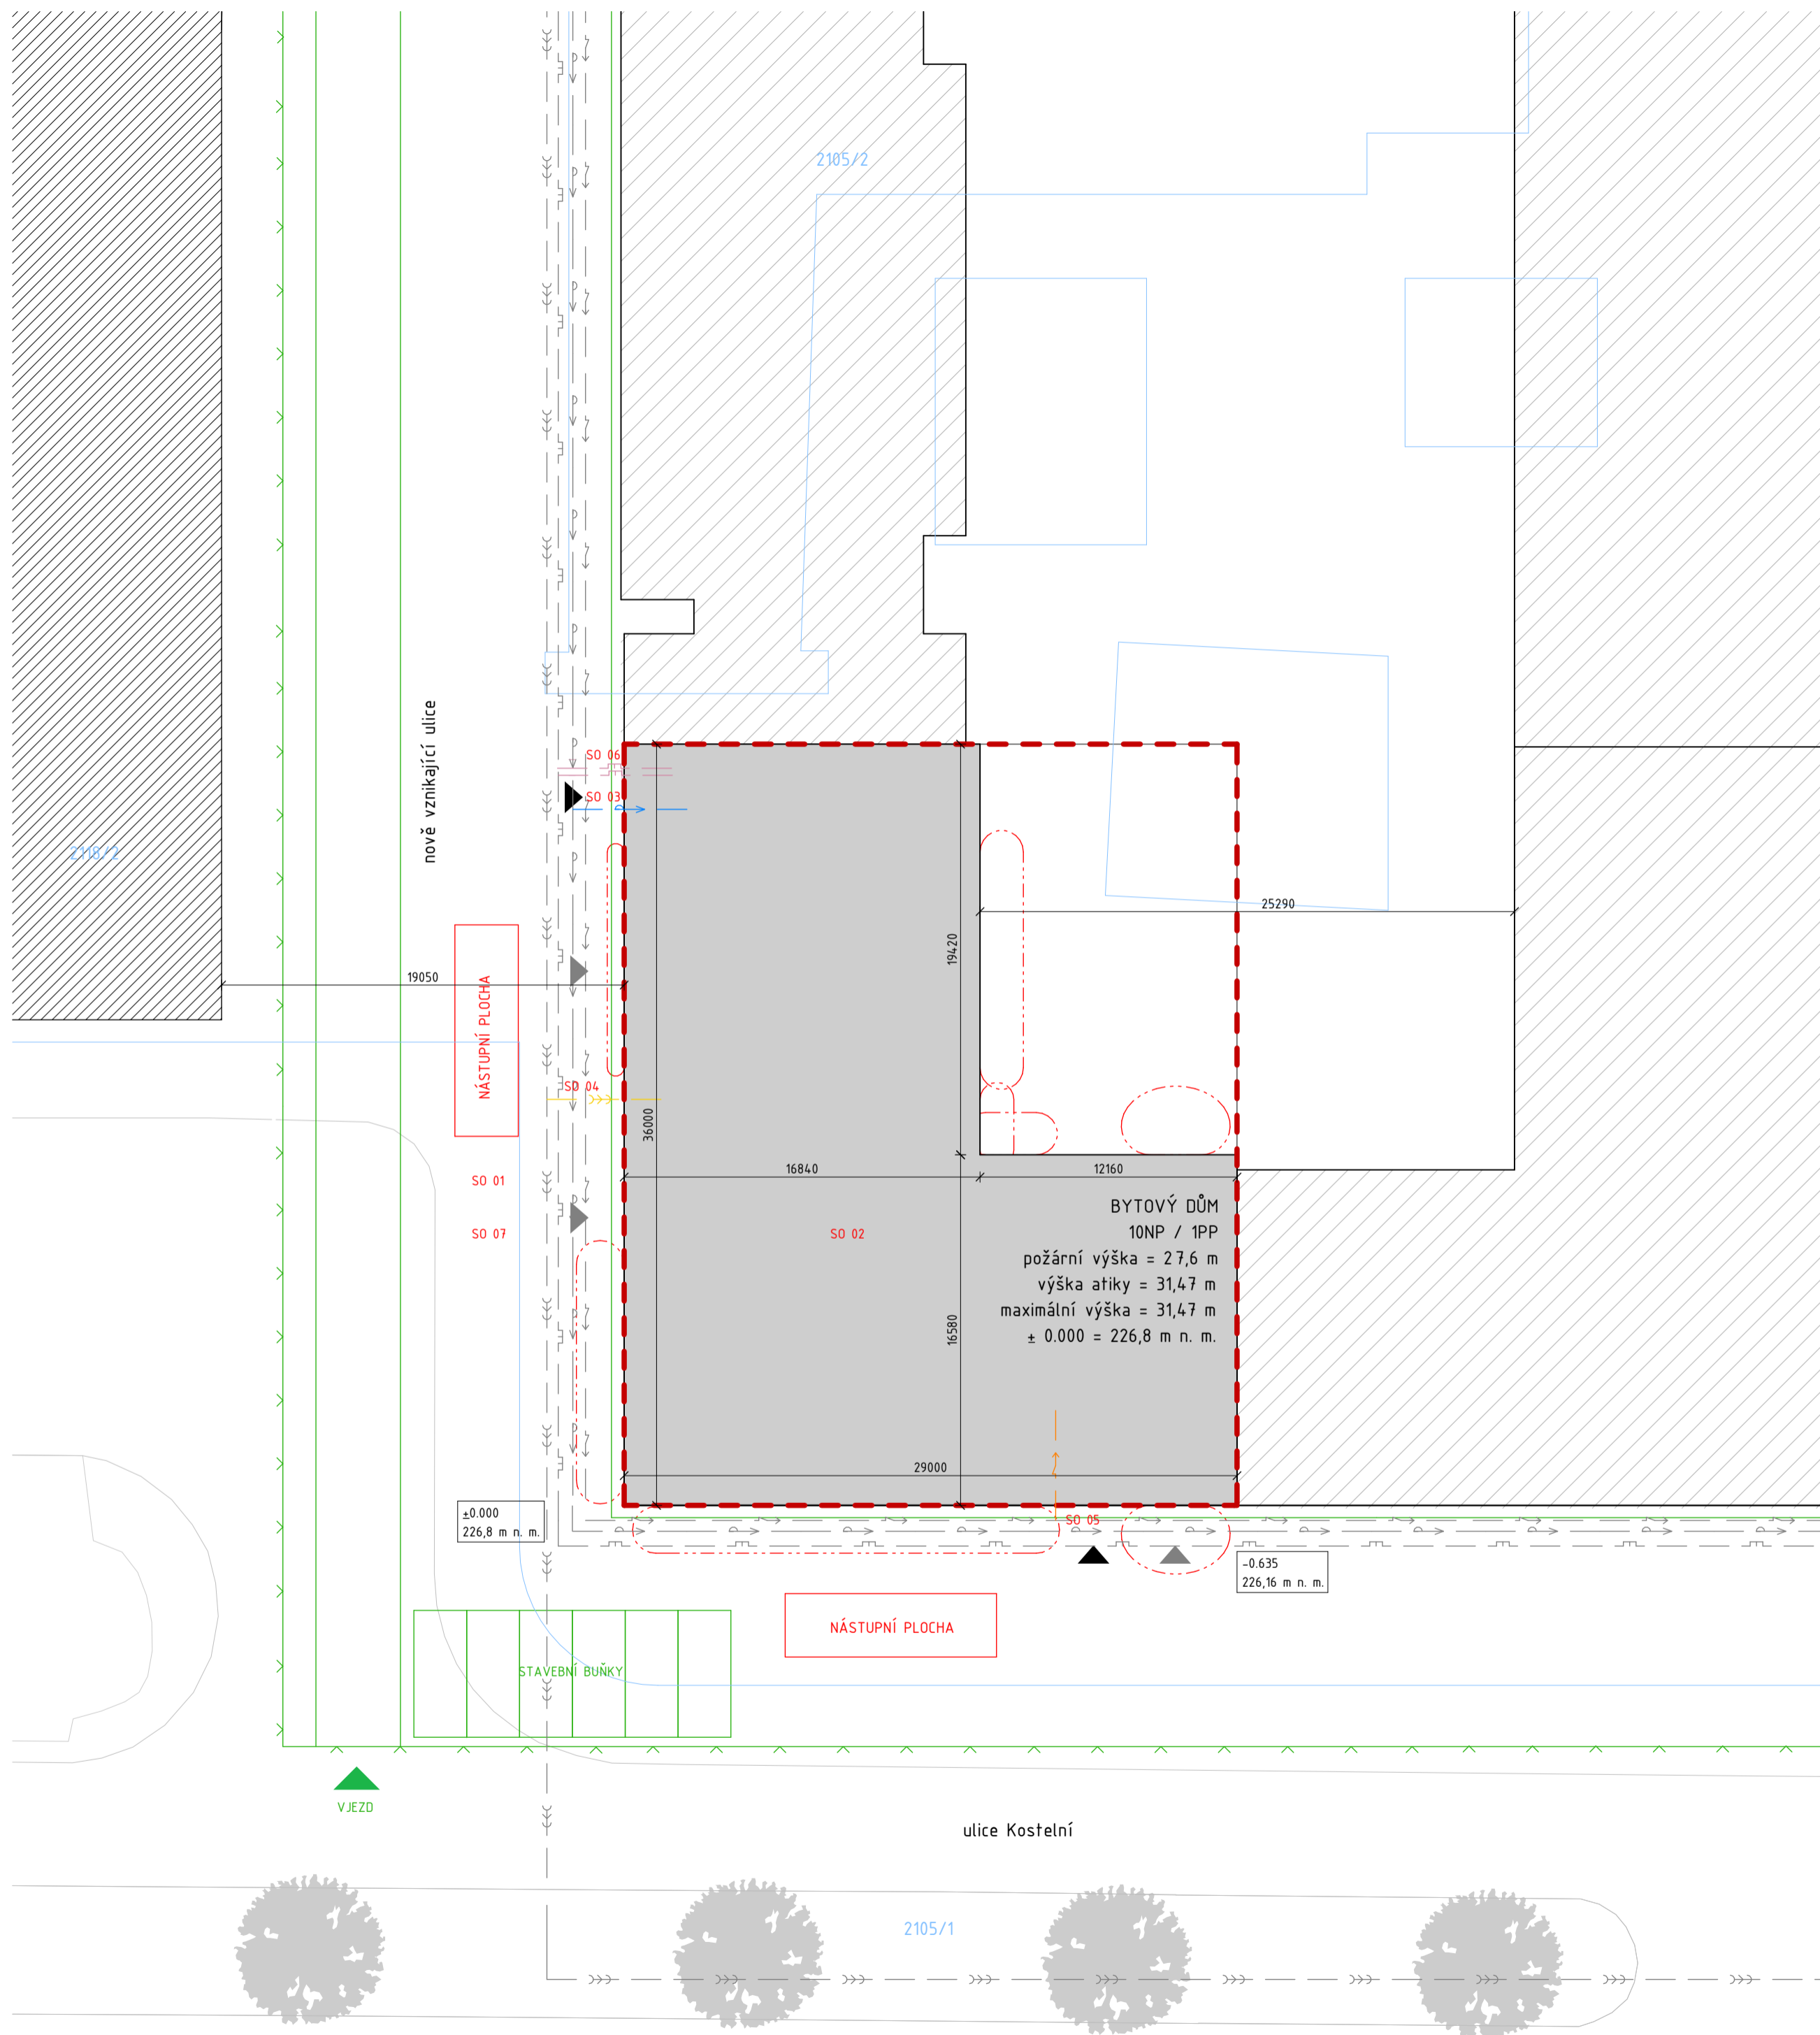 2105/2
nově vznikající ulice
SO 06
SO 03
2118/2
25290
19420
19050
NÁSTUPNÍ PLOCHA
SO 04
36000
16840
12160
SO 01
SO 07
SO 02
BYTOVÝ DŮM
10NP / 1PP
požární výška = 27,6 m
výška atiky = 31,47 m
maximální výška = 31,47 m
± 0.000 = 226,8 m n. m.
16580
29000
±0.000
226,8 m n. m.
SO 05
-0.635
226,16 m n. m.
NÁSTUPNÍ PLOCHA
STAVEBNÍ BUŇKY
VJEZD
ulice Kostelní
2105/1